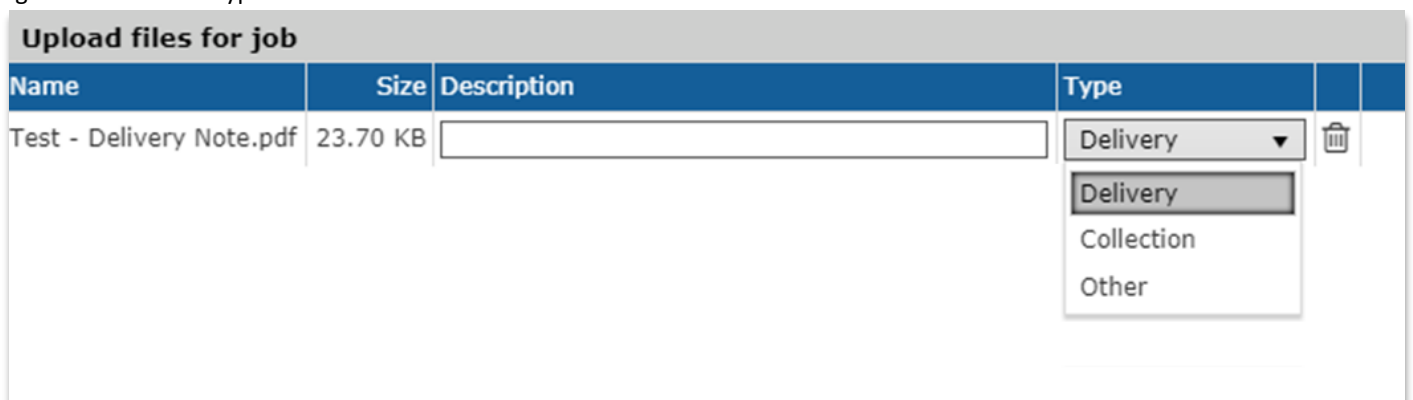 Upload files for job
Name Size Description Type
Test - Delivery Note.pdf 23.70 KB Delivery
Delivery
Collection
Other